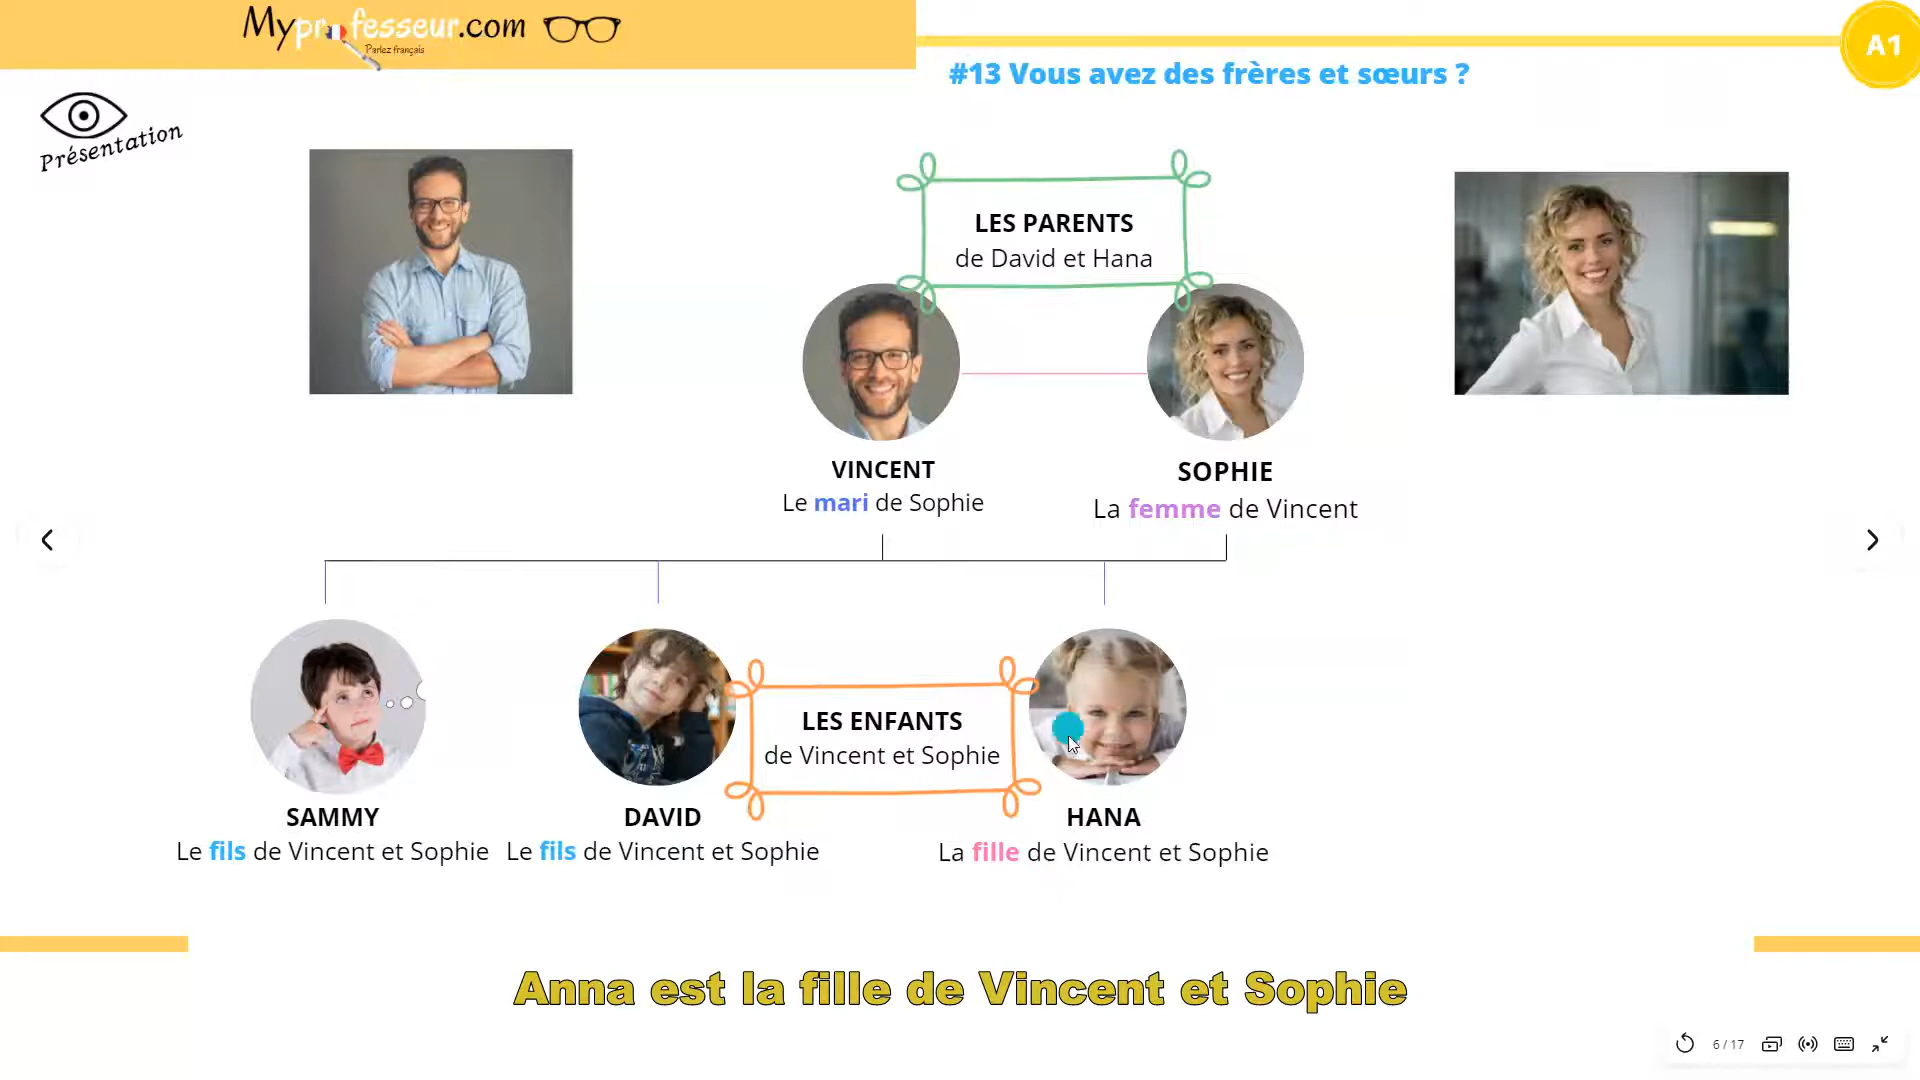 Myprofesseur.com
Parlez français
A1
#13 Vous avez des frères et sœurs ?
Présentation
LES PARENTS
de David et Hana
VINCENT
Le mari de Sophie
SOPHIE
La femme de Vincent
LES ENFANTS
de Vincent et Sophie
SAMMY
Le fils de Vincent et Sophie
DAVID
Le fils de Vincent et Sophie
HANA
La fille de Vincent et Sophie
Anna est la fille de Vincent et Sophie
6 / 17